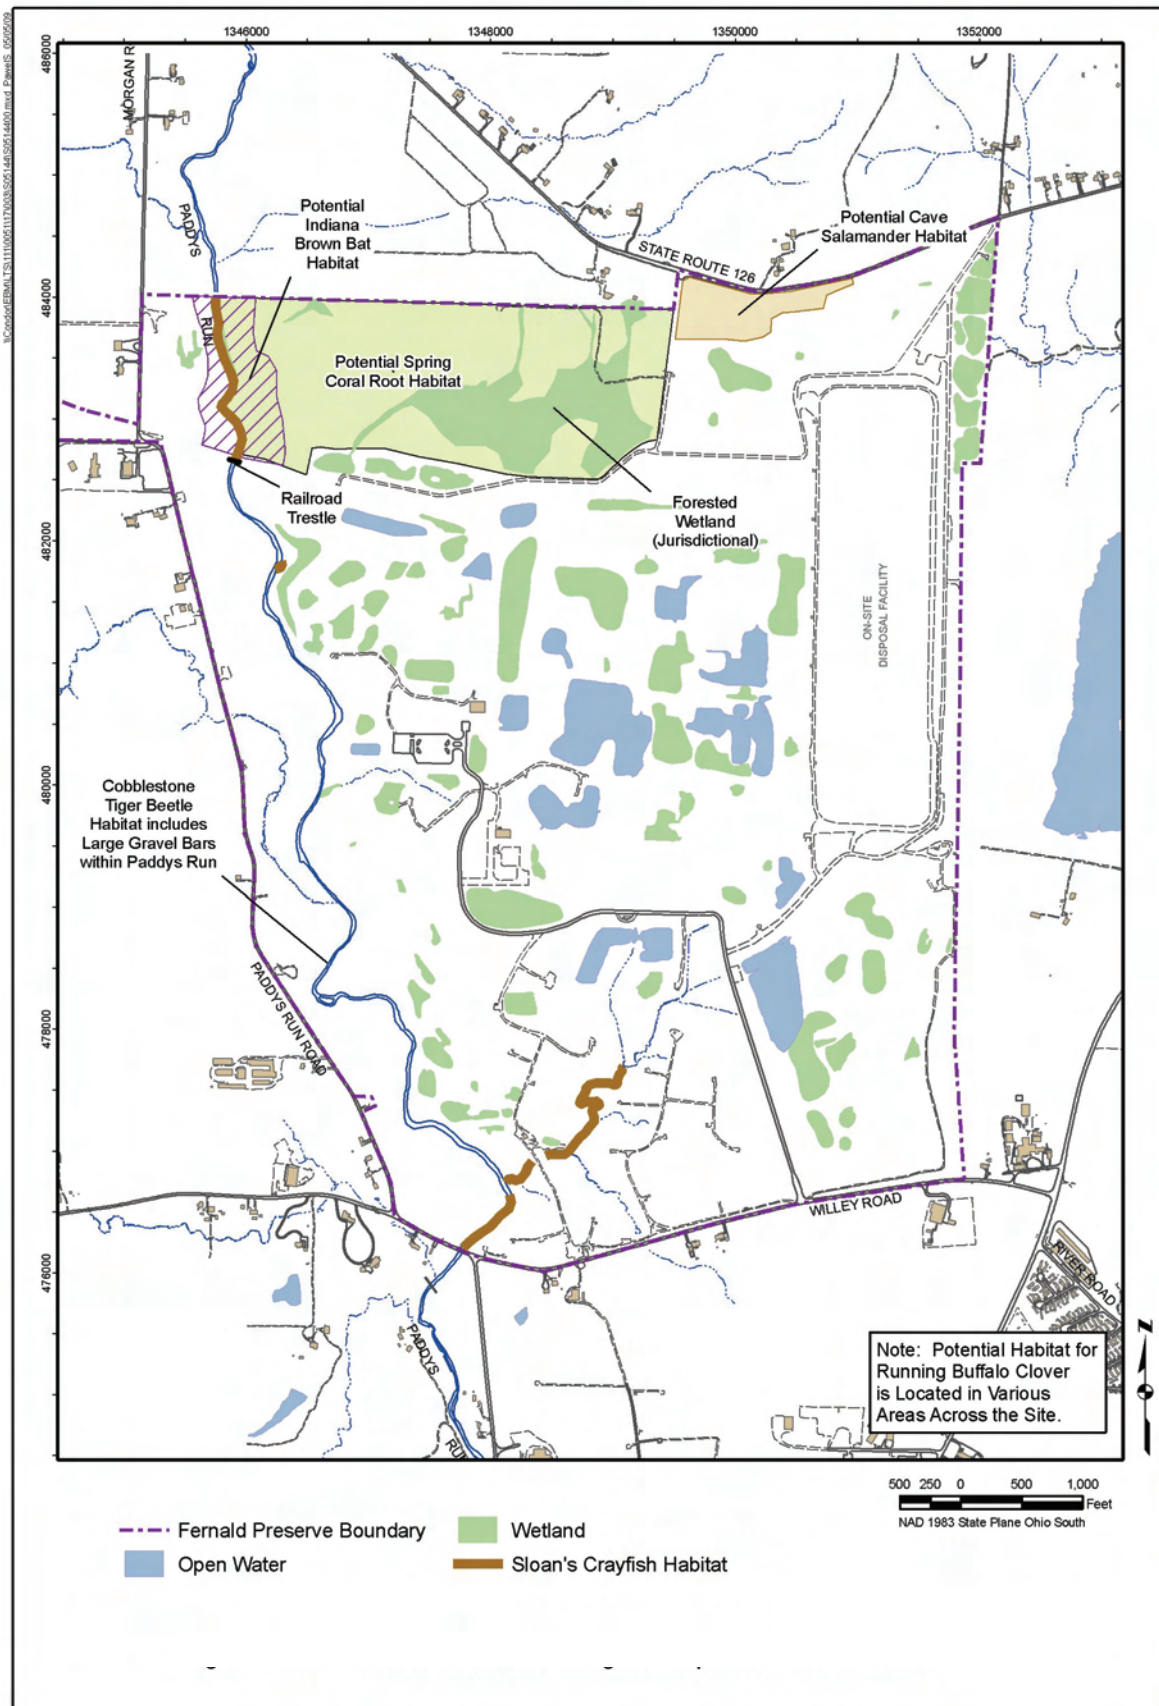 1346000
1348000
1350000
1352000
486000
484000
482000
480000
478000
476000
PADDYS
RUN
Potential
Indiana
Brown Bat
Habitat
STATE ROUTE 126
Potential Cave
Salamander Habitat
Potential Spring
Coral Root Habitat
Railroad
Trestle
Forested
Wetland
(Jurisdictional)
ON-SITE
DISPOSAL FACILITY
Cobblestone
Tiger Beetle
Habitat includes
Large Gravel Bars
within Paddys Run
PADDYS RUN ROAD
WILLEY ROAD
RIVER ROAD
PADDYS
RUN
Note: Potential Habitat for
Running Buffalo Clover
is Located in Various
Areas Across the Site.
Z
500 250 0 500 1,000
Feet
NAD 1983 State Plane Ohio South
Fernald Preserve Boundary
Wetland
Open Water
Sloan's Crayfish Habitat